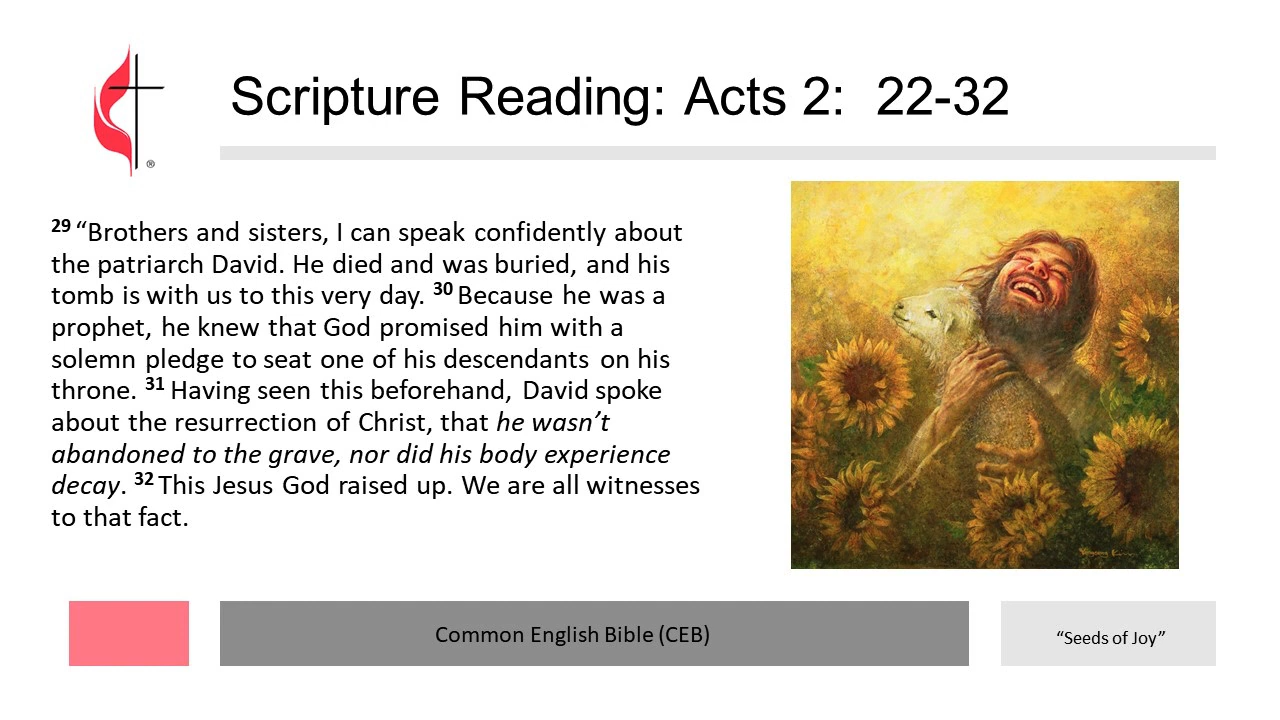 Scripture Reading: Acts 2:  22-32
®
29 “Brothers and sisters, I can speak confidently about
the patriarch David. He died and was buried, and his
tomb is with us to this very day. 30 Because he was a
prophet, he knew that God promised him with a
solemn pledge to seat one of his descendants on his
throne. 31 Having seen this beforehand, David spoke
about the resurrection of Christ, that he wasn’t
abandoned to the grave, nor did his body experience
decay. 32 This Jesus God raised up. We are all witnesses
to that fact.
Common English Bible (CEB)
“Seeds of Joy”